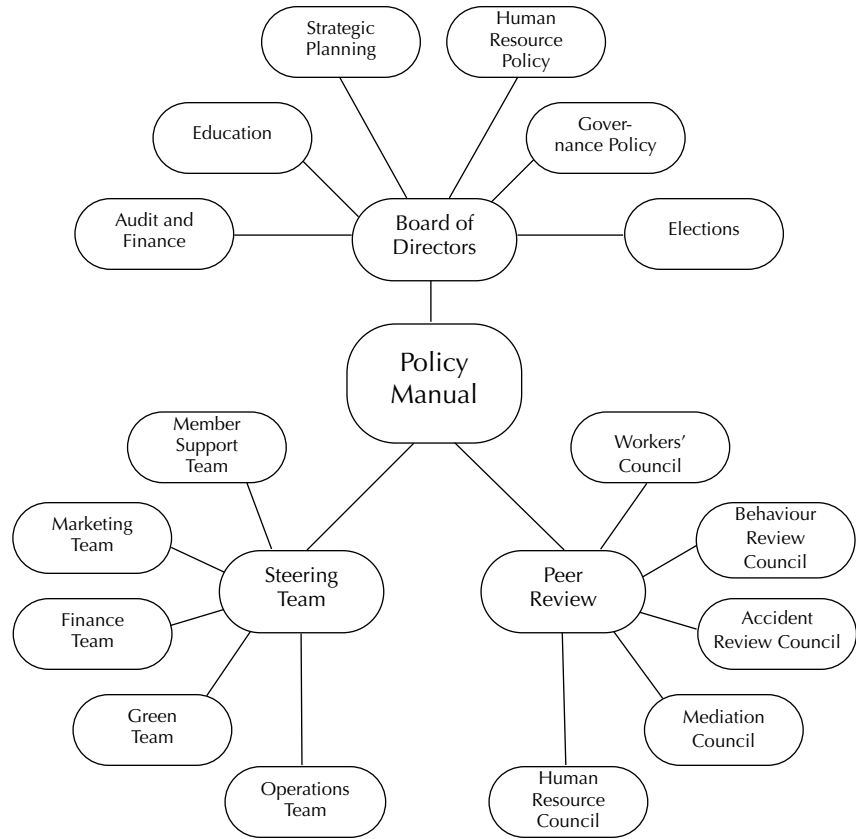 Strategic
Planning
Human
Resource
Policy
Education
Gover-
nance Policy
Audit and
Finance
Board of
Directors
Elections
Policy
Manual
Member
Support
Team
Workers’
Council
Marketing
Team
Behaviour
Review
Council
Steering
Team
Peer
Review
Finance
Team
Accident
Review Council
Green
Team
Mediation
Council
Operations
Team
Human
Resource Council